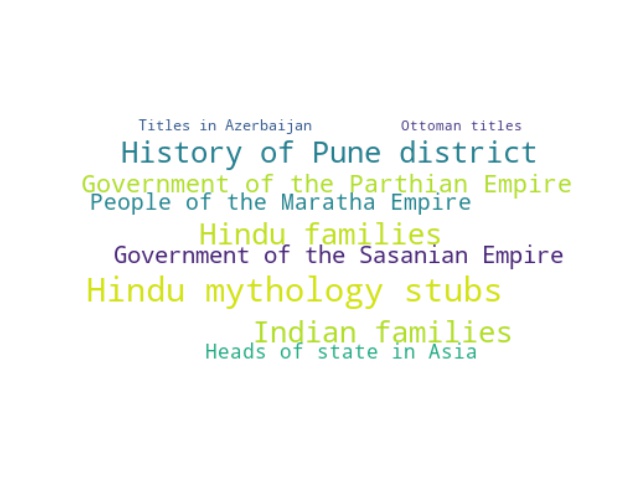 Titles in Azerbaijan Ottoman titles
History of Pune district
Government of the Parthian Empire
People of the Maratha Empire
Hindu families
Government of the Sasanian Empire
Hindu mythology stubs
Indian families
Heads of state in Asia